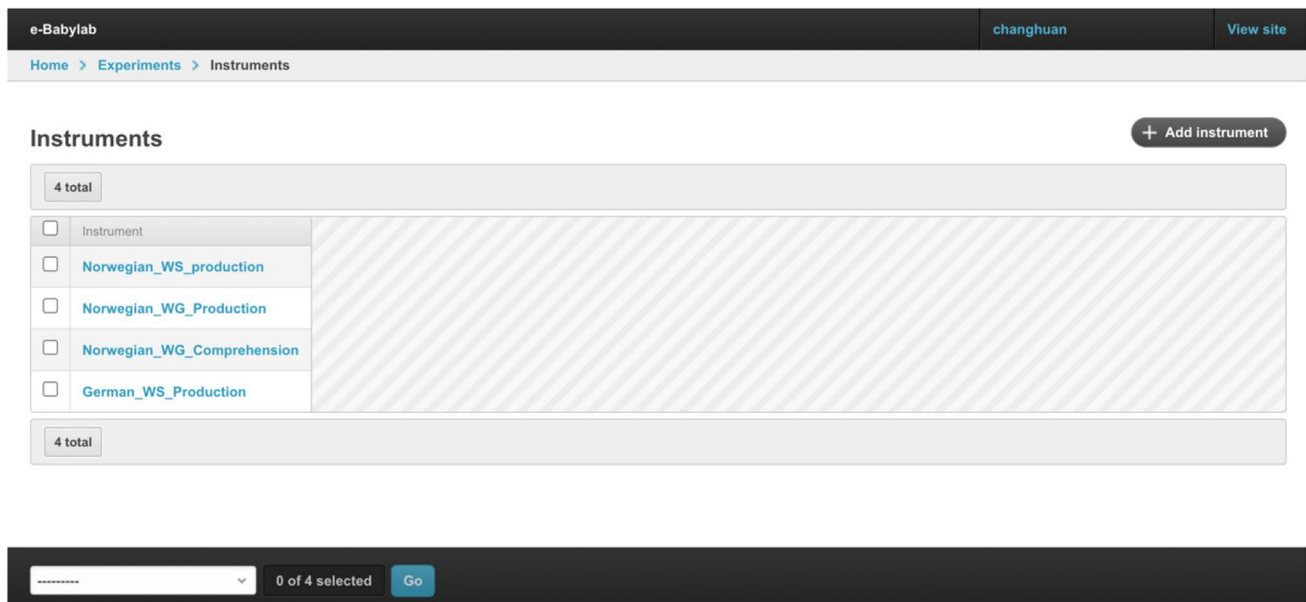 e-Babylab changhuan View site
Home > Experiments > Instruments
Instruments + Add instrument
4 total
Instrument
Norwegian_WS_production
Norwegian_WG_Production
Norwegian_WG_Comprehension
German_WS_Production
4 total
--------- 0 of 4 selected Go